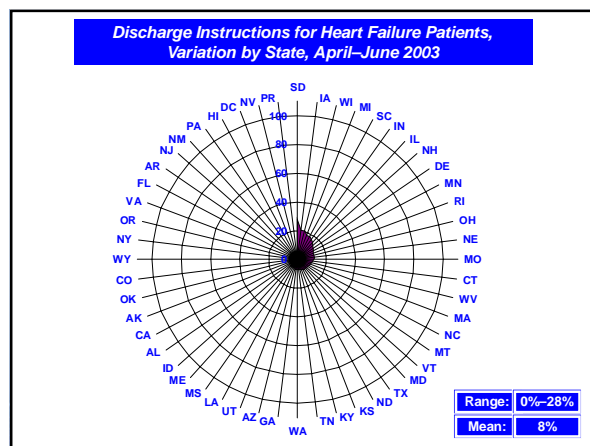 Discharge Instructions for Heart Failure Patients,
Variation by State, April–June 2003
SD
IA
WI
MI
SC
IN
IL
NH
DE
MN
RI
OH
NE
MO
CT
WV
MA
NC
MT
VT
MD
TX
ND
KS
KY
TN
WA
GA
AZ
UT
LA
MS
ME
ID
AL
CA
AK
OK
CO
WY
NY
OR
VA
FL
AR
NJ
NM
PA
HI
DC
NV
PR
100
80
60
40
20
0
Range: 0%–28%
Mean: 8%